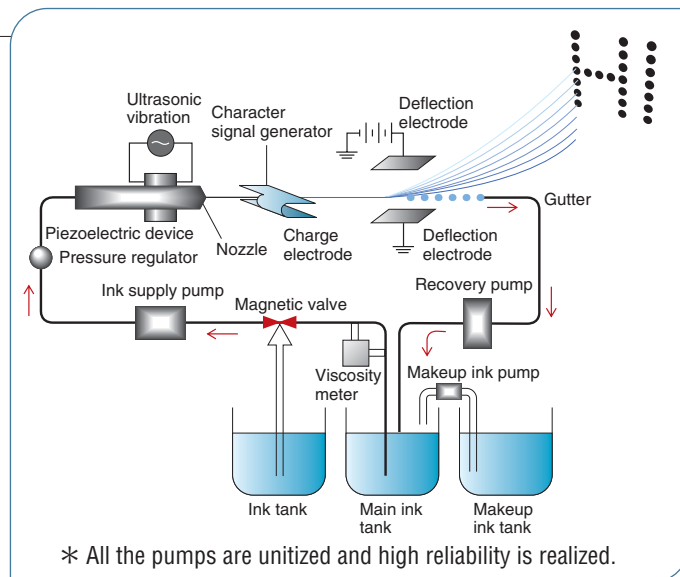 HI
Ultrasonic
vibration
Character
signal generator
Deflection
electrode
Piezoelectric device
Nozzle
Charge
electrode
Deflection
electrode
Gutter
Pressure regulator
Ink supply pump
Magnetic valve
Recovery pump
Viscosity
meter
Makeup ink pump
Ink tank
Main ink
tank
Makeup
ink tank
＊ All the pumps are unitized and high reliability is realized.